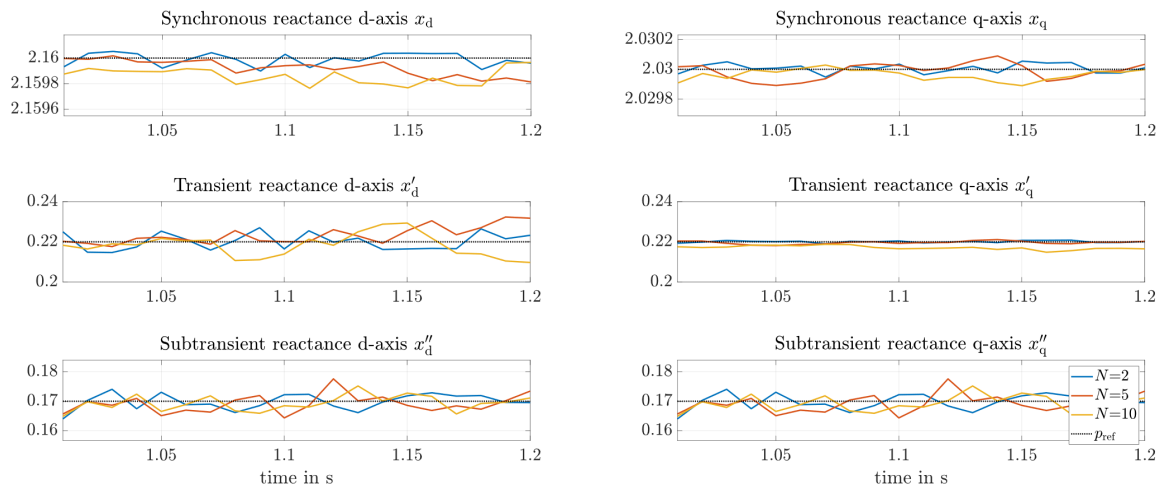 Synchronous reactance d-axis x_d
2.16
2.1598
2.1596
1.05 1.1 1.15 1.2
Synchronous reactance q-axis x_q
2.0302
2.03
2.0298
1.05 1.1 1.15 1.2
Transient reactance d-axis x′_d
0.24
0.22
0.2
1.05 1.1 1.15 1.2
Transient reactance q-axis x′_q
0.24
0.22
0.2
1.05 1.1 1.15 1.2
Subtransient reactance d-axis x″_d
0.18
0.17
0.16
1.05 1.1 1.15 1.2
time in s
Subtransient reactance q-axis x″_q
0.18
0.17
0.16
1.05 1.1 1.15 1.2
time in s
N=2
N=5
N=10
p_ref